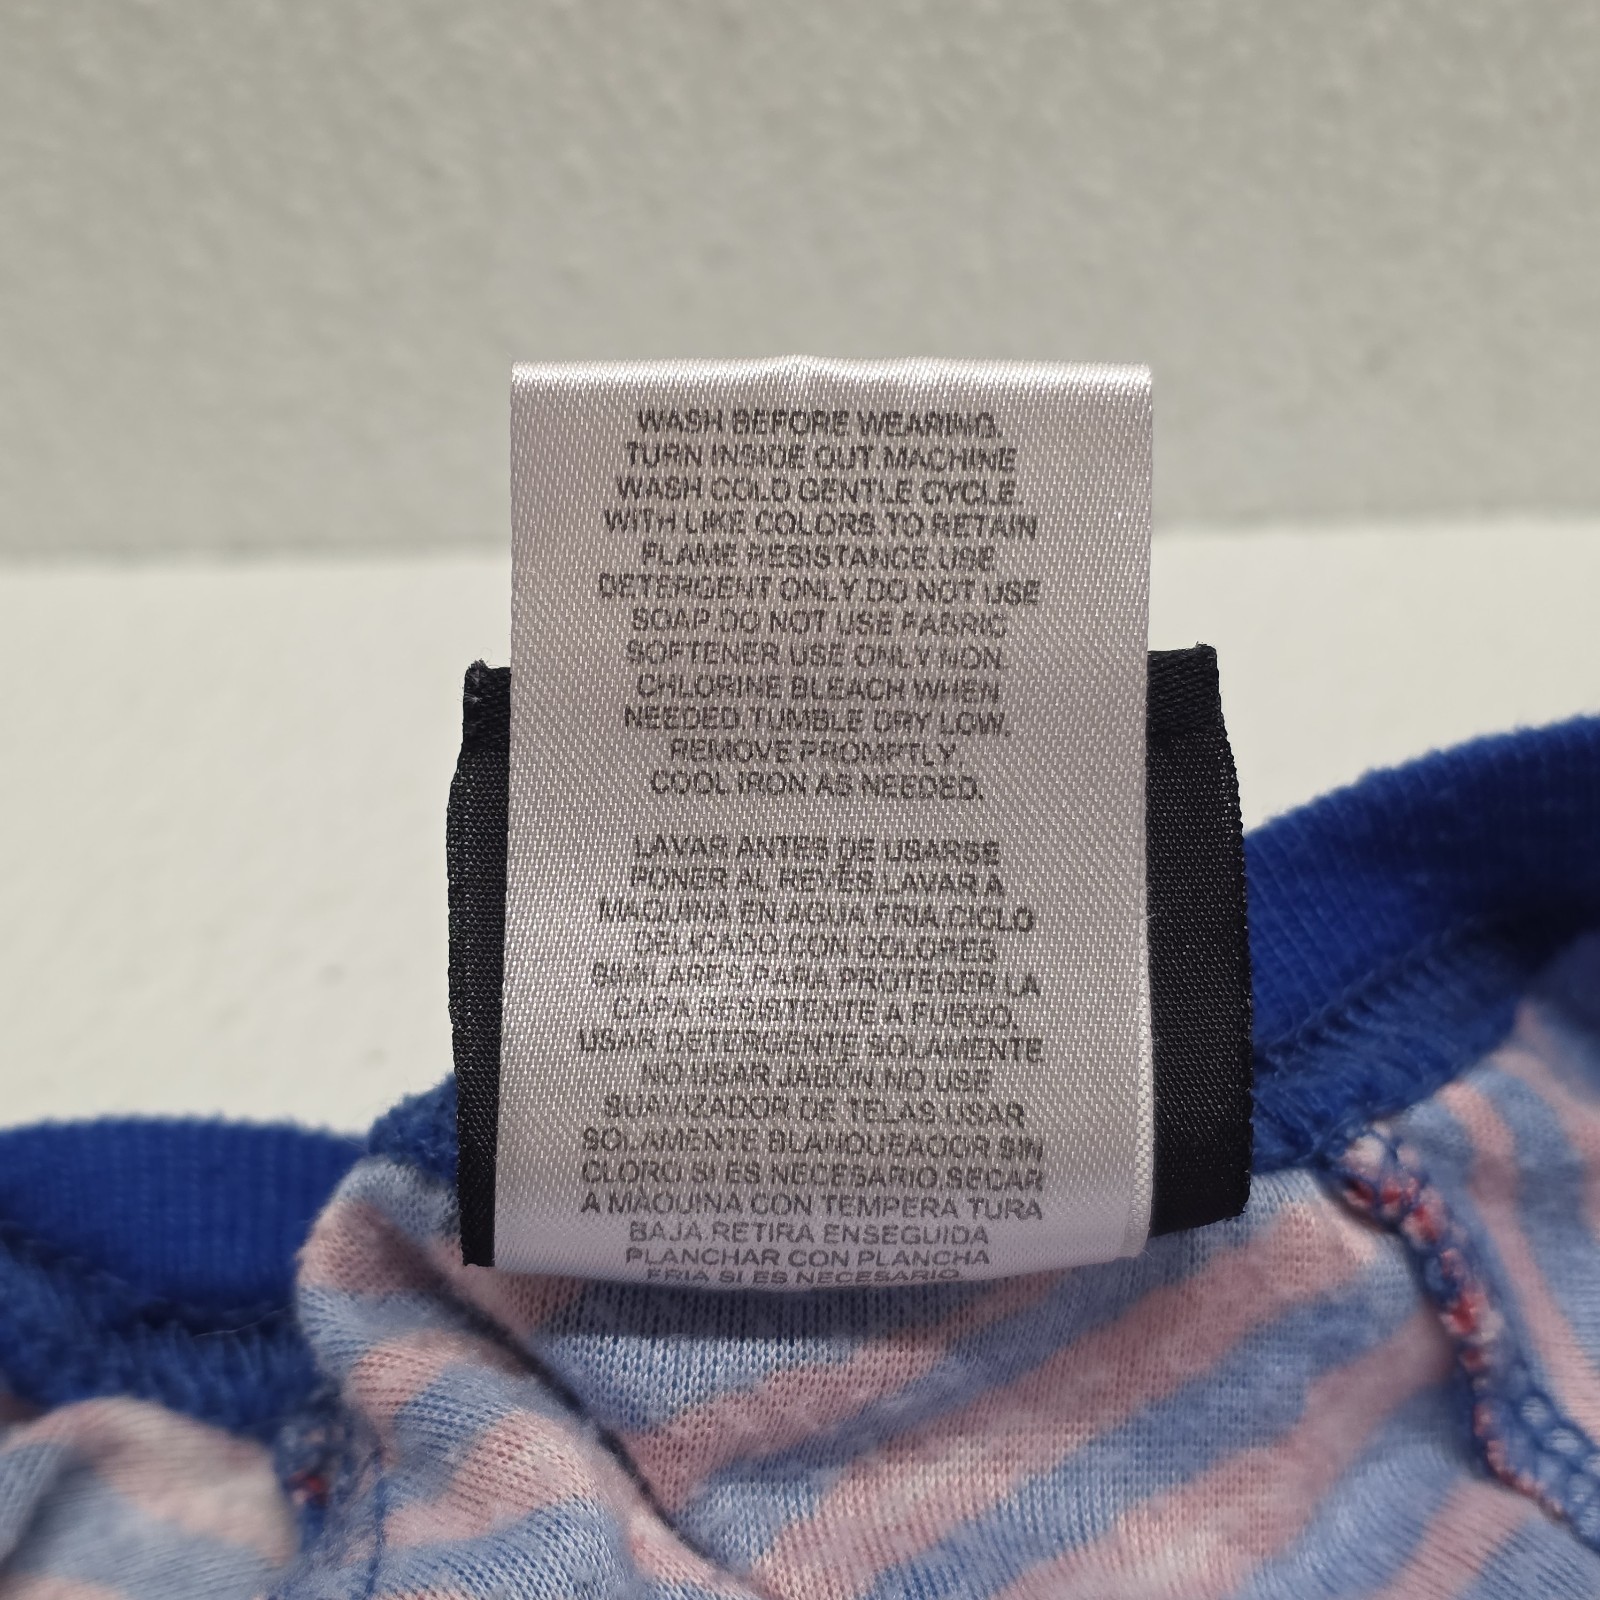 WASH BEFORE WEARING.
TURN INSIDE OUT.MACHINE
WASH COLD GENTLE CYCLE.
WITH LIKE COLORS.TO RETAIN
FLAME RESISTANCE.USE
DETERGENT ONLY.DO NOT USE
SOAP.DO NOT USE FABRIC
SOFTENER USE ONLY NON.
CHLORINE BLEACH WHEN
NEEDED.TUMBLE DRY LOW.
REMOVE PROMPTLY.
COOL IRON AS NEEDED.
LAVAR ANTES DE USARSE
PONER AL REVÉS.LAVAR A
MAQUINA EN AGUA FRIA.CICLO
DELICADO CON COLORES
SIMILARES.PARA PROTEGER LA
CAPA RESISTENTE A FUEGO.
USAR DETERGENTE SOLAMENTE
NO USAR JABÓN.NO USE
SUAVIZADOR DE TELAS.USAR
SOLAMENTE BLANQUEADOR SIN
CLORO SI ES NECESARIO.SECAR
A MÁQUINA CON TEMPERA TURA
BAJA.RETIRA ENSEGUIDA
PLANCHAR CON PLANCHA
FRIA SI ES NECESARIO.